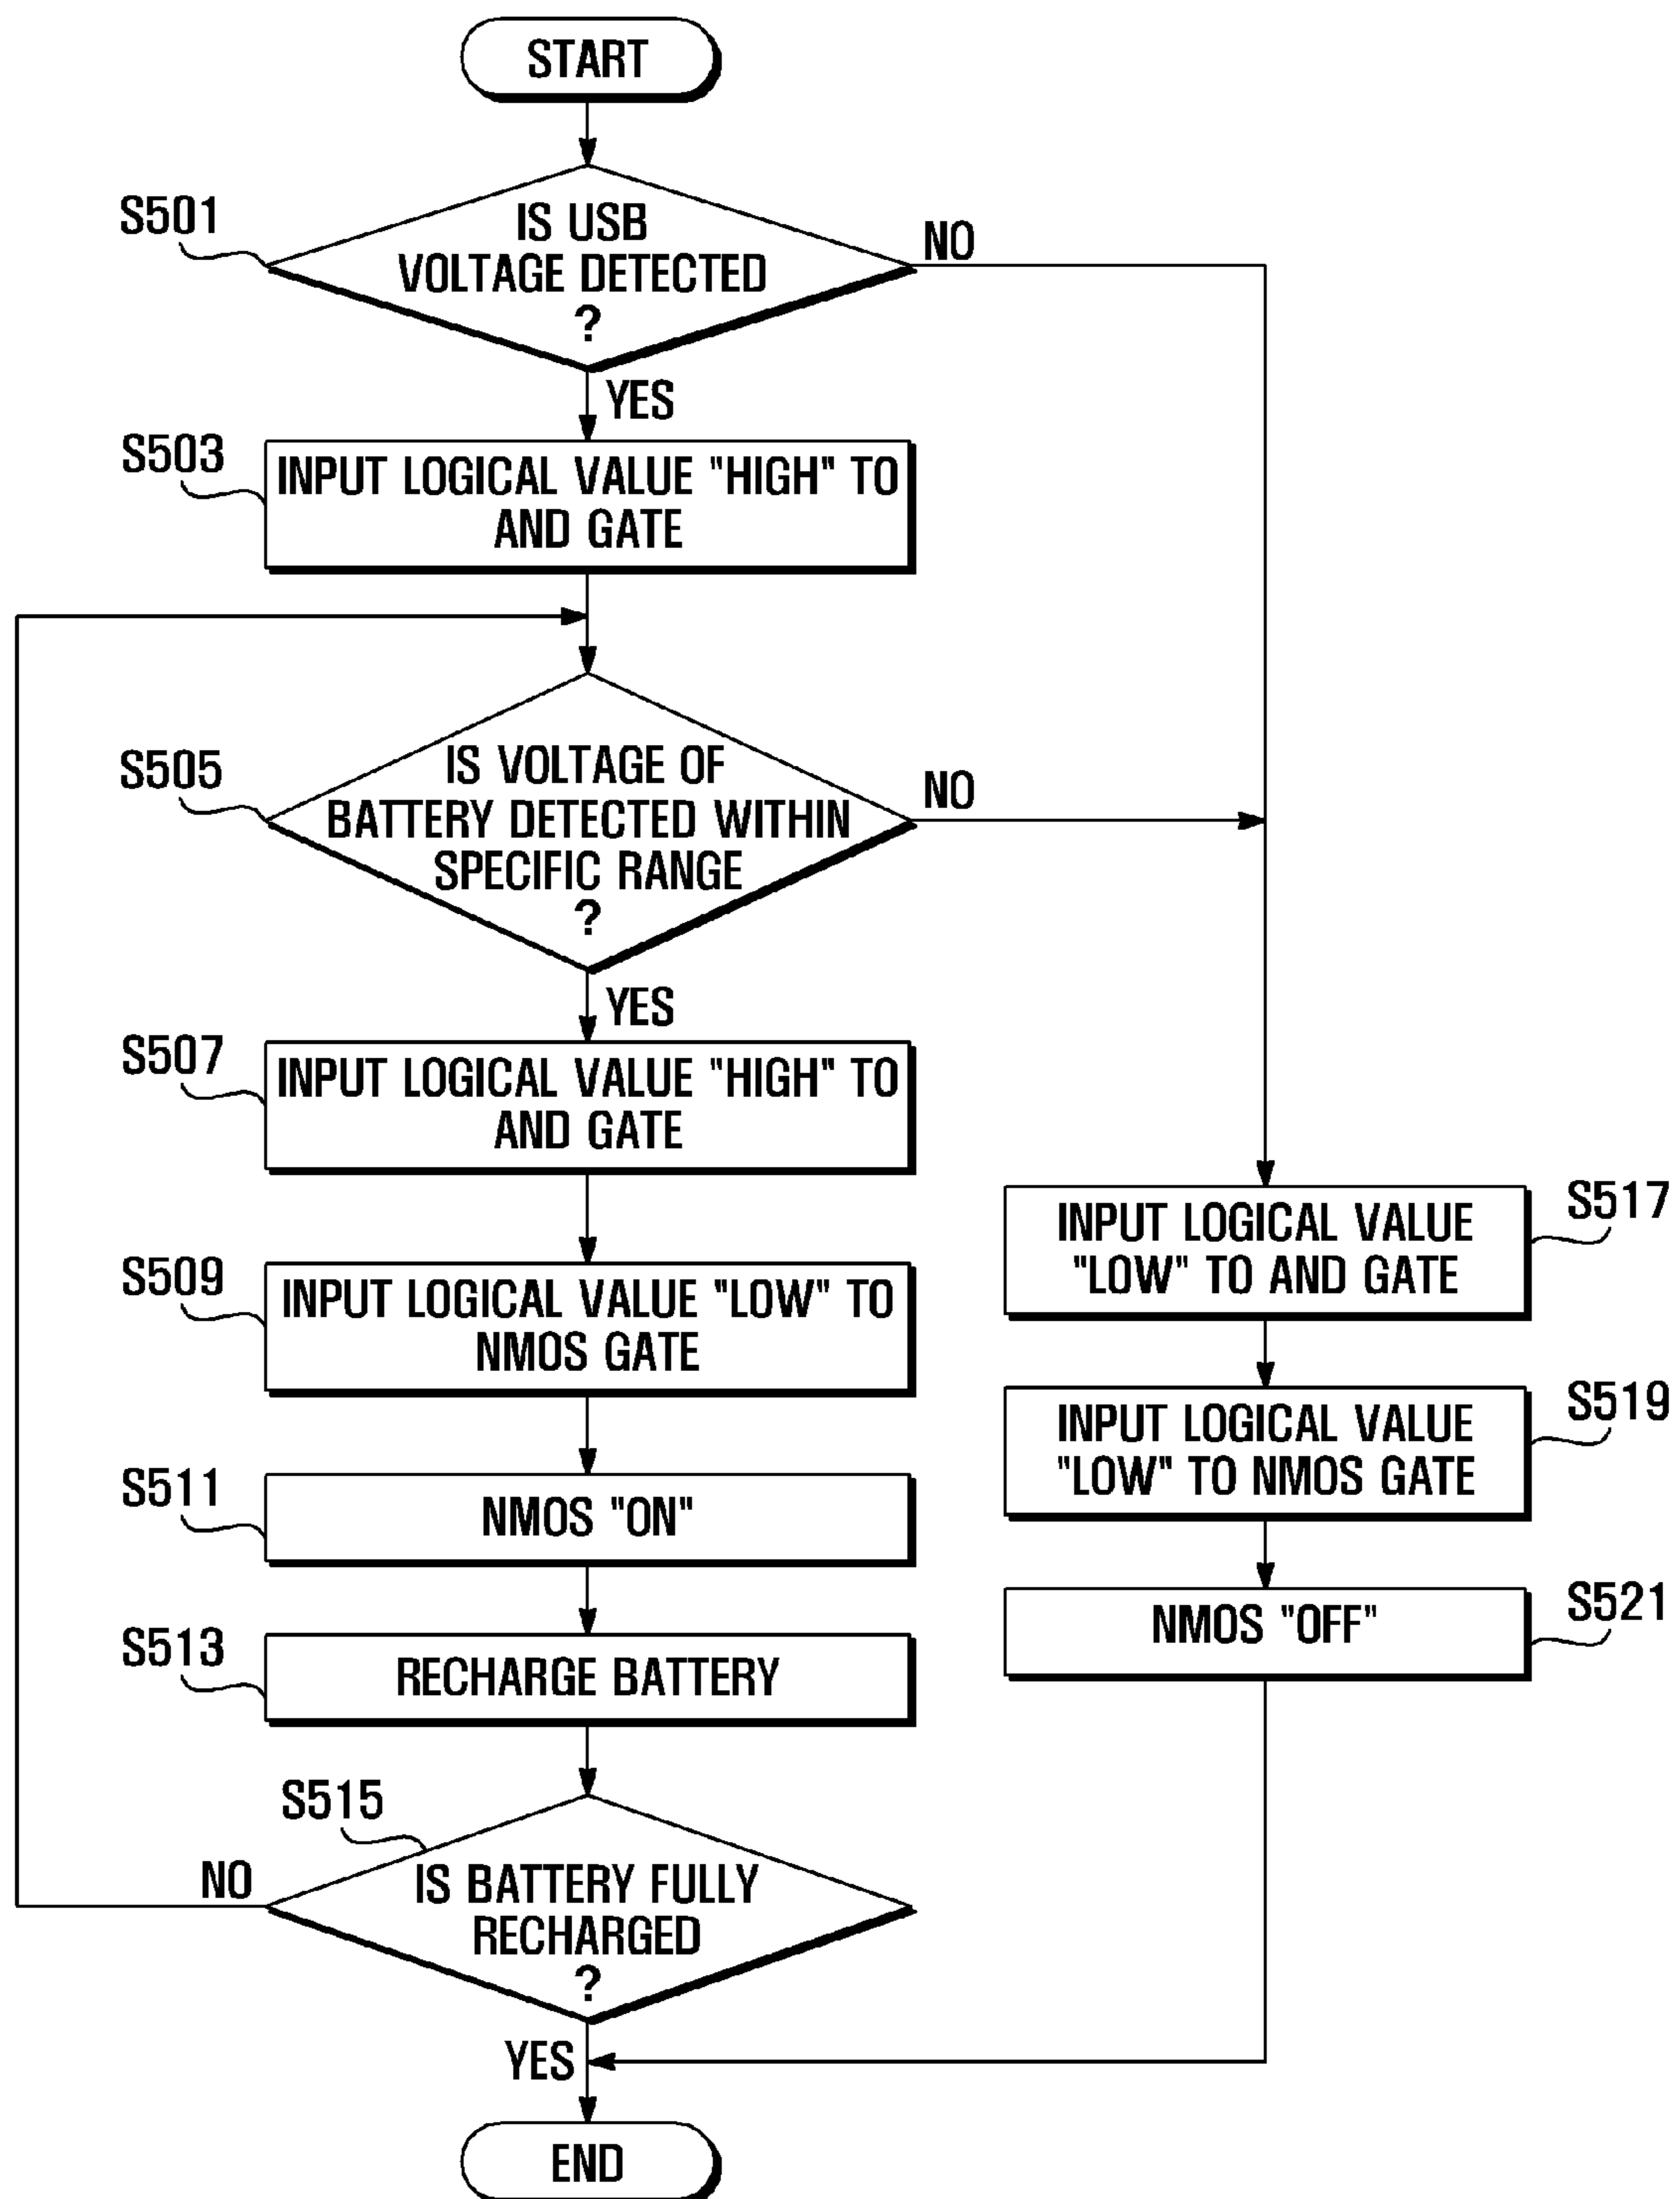 START
S501
IS USB
VOLTAGE DETECTED
?
NO
YES
S503
INPUT LOGICAL VALUE "HIGH" TO
AND GATE
S505
IS VOLTAGE OF
BATTERY DETECTED WITHIN
SPECIFIC RANGE
?
NO
YES
S507
INPUT LOGICAL VALUE "HIGH" TO
AND GATE
S509
INPUT LOGICAL VALUE "LOW" TO
NMOS GATE
S511
NMOS "ON"
S513
RECHARGE BATTERY
S515
IS BATTERY FULLY
RECHARGED
?
NO
YES
S517
INPUT LOGICAL VALUE
"LOW" TO AND GATE
S519
INPUT LOGICAL VALUE
"LOW" TO NMOS GATE
S521
NMOS "OFF"
END